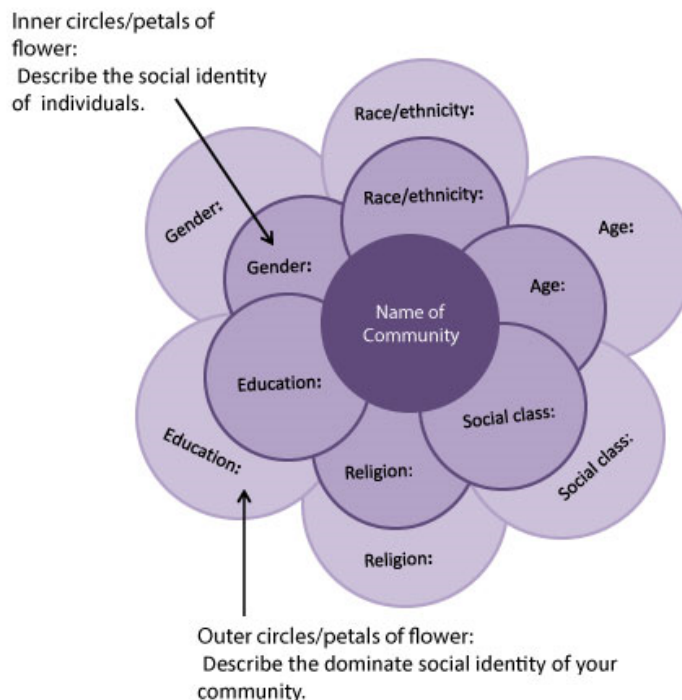 Inner circles/petals of
flower:
Describe the social identity
of individuals.
Race/ethnicity:
Race/ethnicity:
Gender:
Gender:
Age:
Age:
Name of
Community
Education:
Education:
Social class:
Social class:
Religion:
Religion:
Outer circles/petals of flower:
Describe the dominate social identity of your
community.